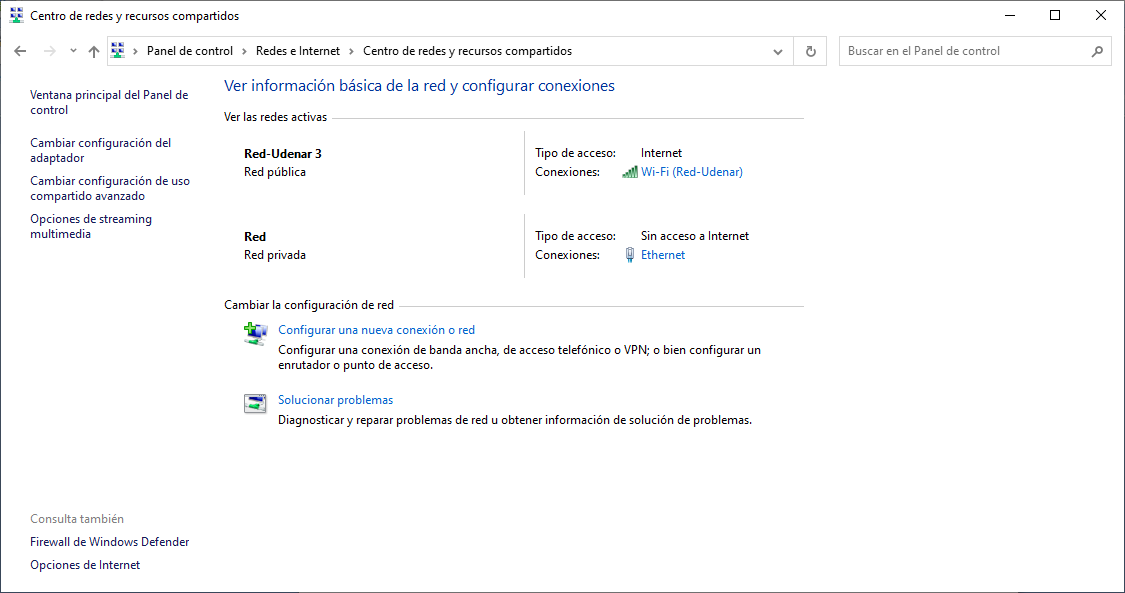 Centro de redes y recursos compartidos
Panel de control > Redes e Internet > Centro de redes y recursos compartidos
Buscar en el Panel de control
Ventana principal del Panel de
control
Cambiar configuración del
adaptador
Cambiar configuración de uso
compartido avanzado
Opciones de streaming
multimedia
Ver información básica de la red y configurar conexiones
Ver las redes activas
Red-Udenar 3
Red pública
Tipo de acceso: Internet
Conexiones: Wi-Fi (Red-Udenar)
Red
Red privada
Tipo de acceso: Sin acceso a Internet
Conexiones: Ethernet
Cambiar la configuración de red
Configurar una nueva conexión o red
Configurar una conexión de banda ancha, de acceso telefónico o VPN; o bien configurar un
enrutador o punto de acceso.
Solucionar problemas
Diagnosticar y reparar problemas de red u obtener información de solución de problemas.
Consulta también
Firewall de Windows Defender
Opciones de Internet